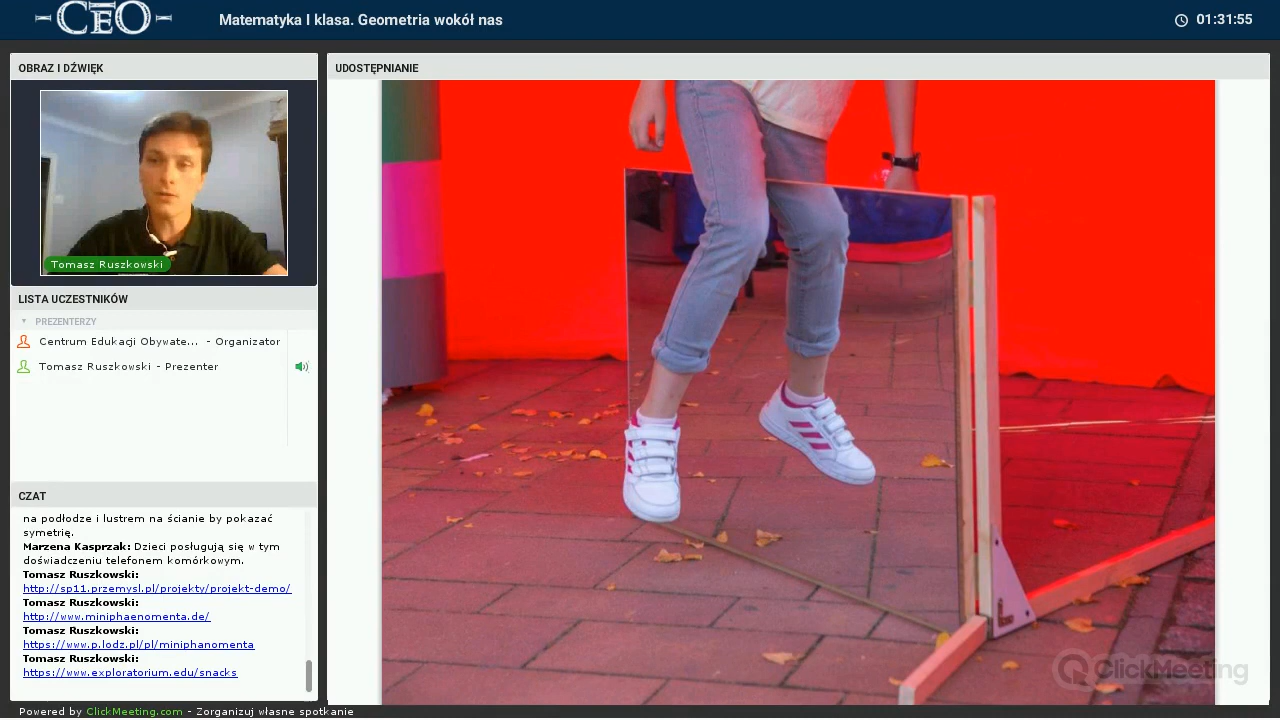 CEO
Matematyka I klasa. Geometria wokół nas
01:31:55
OBRAZ I DŹWIĘK
UDOSTĘPNIANIE
Tomasz Ruszkowski
LISTA UCZESTNIKÓW
PREZENTERZY
Centrum Edukacji Obywate... - Organizator
Tomasz Ruszkowski - Prezenter
CZAT
na podłodze i lustrem na ścianie by pokazać
symetrię.
Marzena Kasprzak: Dzieci posługują się w tym
doświadczeniu telefonem komórkowym.
Tomasz Ruszkowski:
http://sp11.przemysl.pl/projekty/projekt-demo/
Tomasz Ruszkowski:
http://www.miniphaenomenta.de/
Tomasz Ruszkowski:
https://www.p.lodz.pl/pl/miniphanomenta
Tomasz Ruszkowski:
https://www.exploratorium.edu/snacks
L
ClickMeeting
Powered by ClickMeeting.com - Zorganizuj własne spotkanie